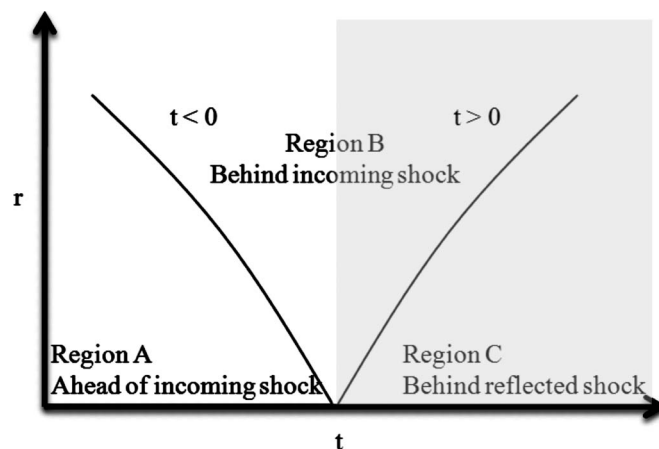 t < 0
t > 0
Region B
Behind incoming shock
r
Region A
Ahead of incoming shock
Region C
Behind reflected shock
t